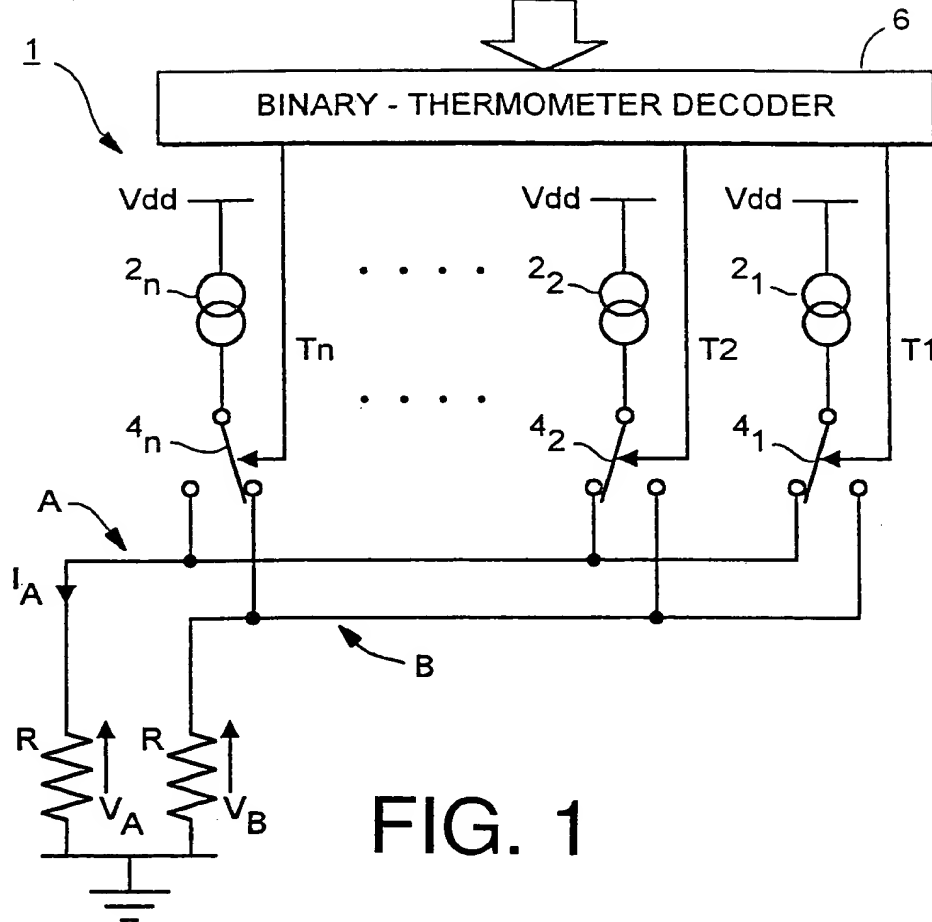 1
6
BINARY - THERMOMETER DECODER
Vdd Vdd Vdd
2n 22 21
Tn T2 T1
4n 42 41
A
IA
B
R R
VA VB
FIG. 1